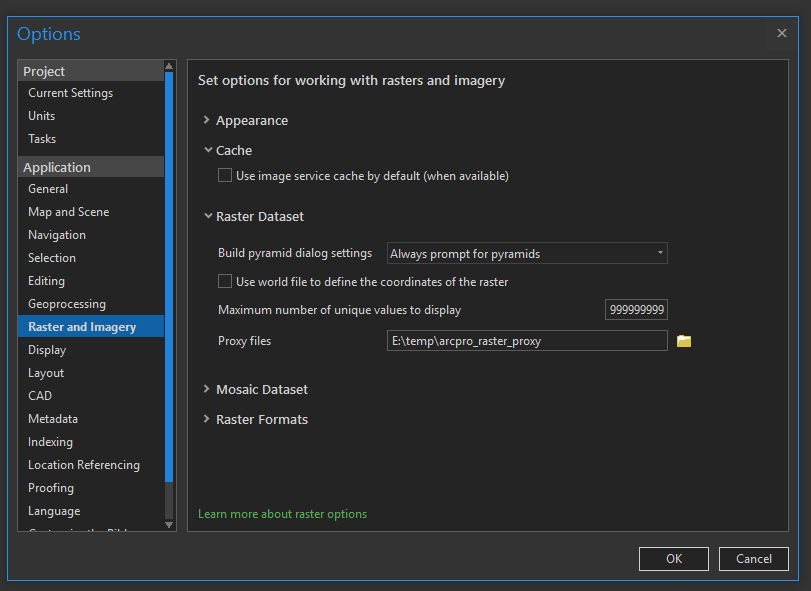 Options
Project
Current Settings
Units
Tasks
Application
General
Map and Scene
Navigation
Selection
Editing
Geoprocessing
Raster and Imagery
Display
Layout
CAD
Metadata
Indexing
Location Referencing
Proofing
Language
Set options for working with rasters and imagery
Appearance
Cache
Use image service cache by default (when available)
Raster Dataset
Build pyramid dialog settings Always prompt for pyramids
Use world file to define the coordinates of the raster
Maximum number of unique values to display 999999999
Proxy files E:\temp\arcpro_raster_proxy
Mosaic Dataset
Raster Formats
Learn more about raster options
OK Cancel